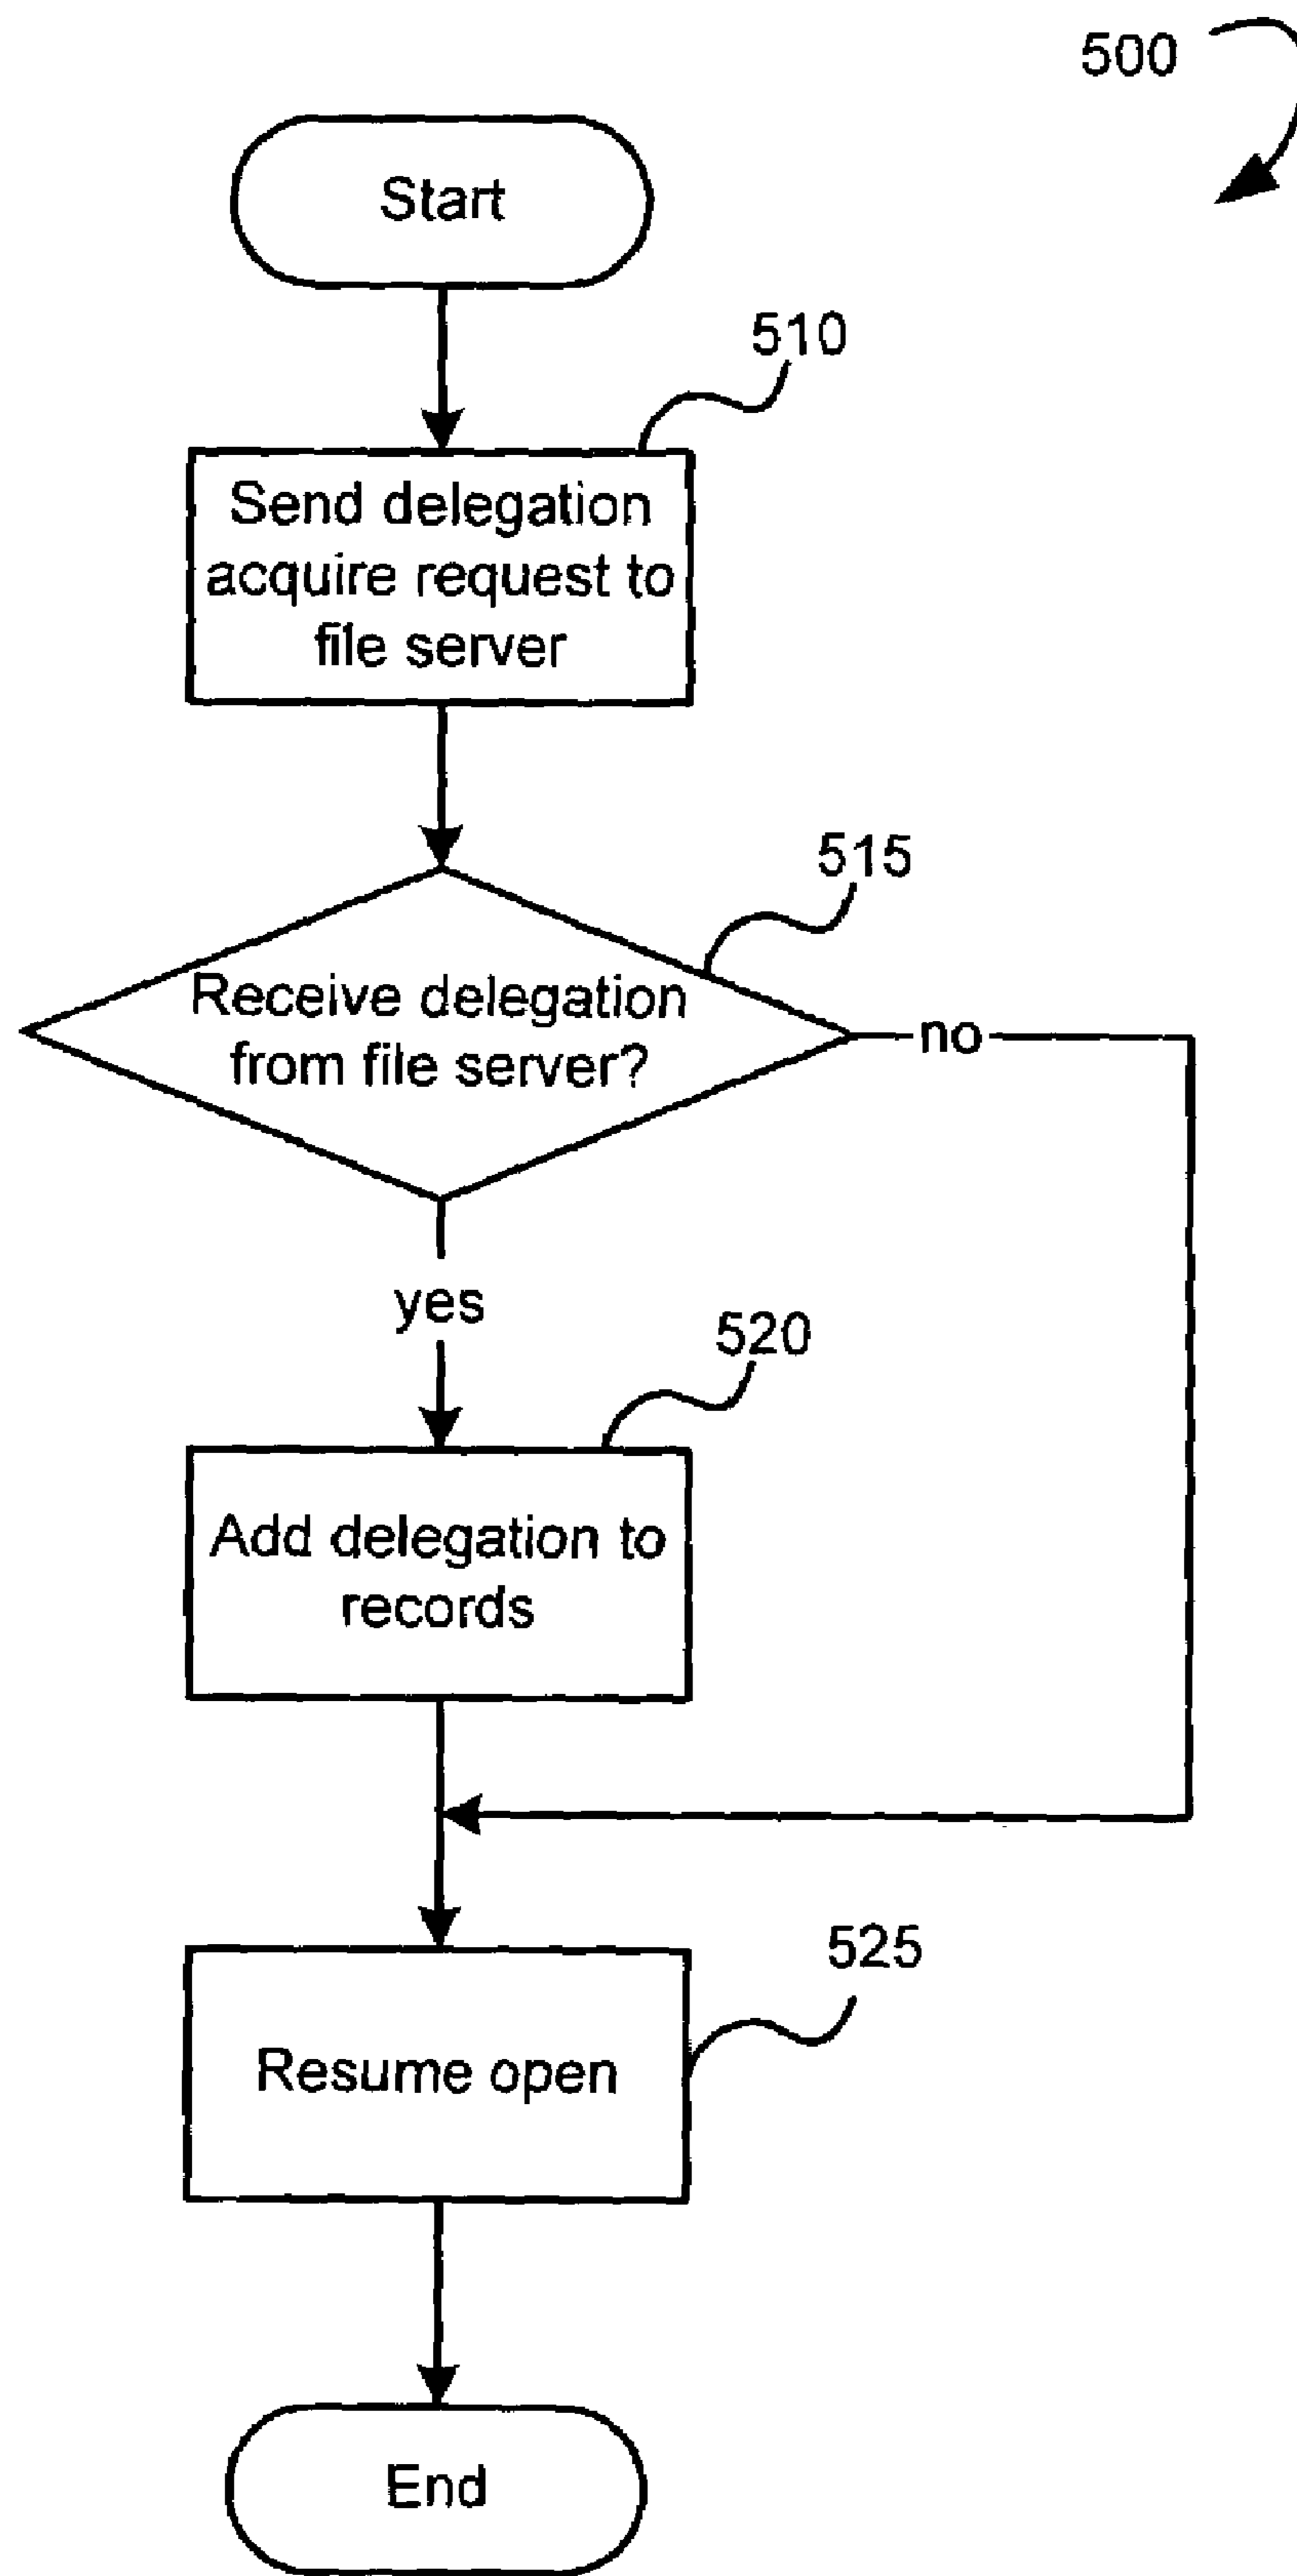 500
Start
510
Send delegation
acquire request to
file server
515
Receive delegation
from file server?
no
yes
520
Add delegation to
records
525
Resume open
End